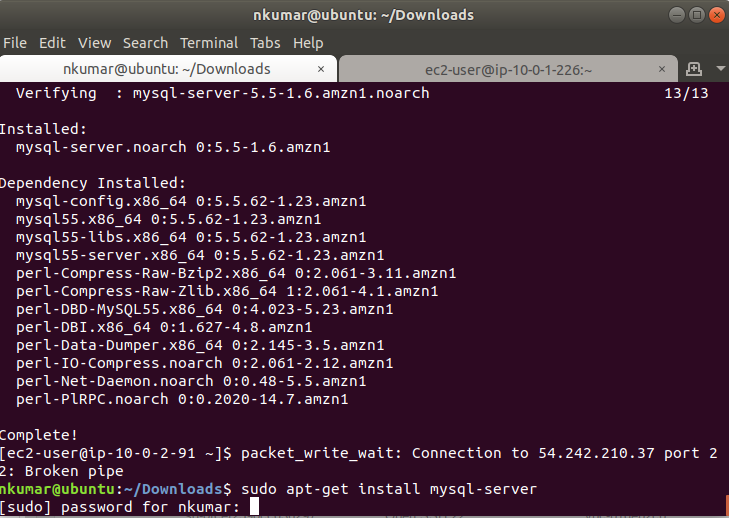 nkumar@ubuntu: ~/Downloads
File Edit View Search Terminal Tabs Help
nkumar@ubuntu: ~/Downloads × ec2-user@ip-10-0-1-226:~ ×
Verifying  : mysql-server-5.5-1.6.amzn1.noarch 13/13
Installed:
mysql-server.noarch 0:5.5-1.6.amzn1
Dependency Installed:
mysql-config.x86_64 0:5.5.62-1.23.amzn1
mysql55.x86_64 0:5.5.62-1.23.amzn1
mysql55-libs.x86_64 0:5.5.62-1.23.amzn1
mysql55-server.x86_64 0:5.5.62-1.23.amzn1
perl-Compress-Raw-Bzip2.x86_64 0:2.061-3.11.amzn1
perl-Compress-Raw-Zlib.x86_64 1:2.061-4.1.amzn1
perl-DBD-MySQL55.x86_64 0:4.023-5.23.amzn1
perl-DBI.x86_64 0:1.627-4.8.amzn1
perl-Data-Dumper.x86_64 0:2.145-3.5.amzn1
perl-IO-Compress.noarch 0:2.061-2.12.amzn1
perl-Net-Daemon.noarch 0:0.48-5.5.amzn1
perl-PlRPC.noarch 0:0.2020-14.7.amzn1
Complete!
[ec2-user@ip-10-0-2-91 ~]$ packet_write_wait: Connection to 54.242.210.37 port 2
2: Broken pipe
nkumar@ubuntu:~/Downloads$ sudo apt-get install mysql-server
[sudo] password for nkumar: